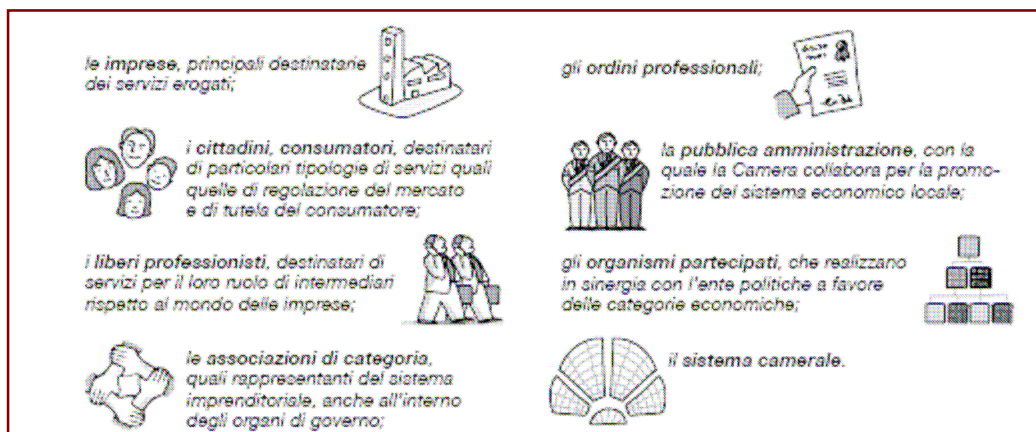 le imprese, principali destinatarie
dei servizi erogati;
i cittadini, consumatori, destinatari
di particolari tipologie di servizi quali
quelle di regolazione del mercato
e di tutela del consumatore;
i liberi professionisti, destinatari di
servizi per il loro ruolo di intermediari
rispetto al mondo delle imprese;
le associazioni di categoria,
quali rappresentanti del sistema
imprenditoriale, anche all'interno
degli organi di governo;
gli ordini professionali;
la pubblica amministrazione, con la
quale la Camera collabora per la promo-
zione del sistema economico locale;
gli organismi partecipati, che realizzano
in sinergia con l'ente politiche a favore
delle categorie economiche;
il sistema camerale.